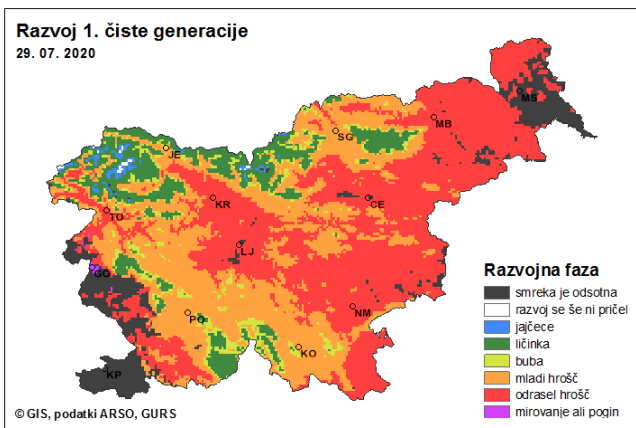 Razvoj 1. čiste generacije
29. 07. 2020
MS
MB
SG
JE
KR
CE
TO
LJ
GO
Razvojna faza
smreka je odsotna
razvoj se še ni pričel
jajčece
ličinka
buba
mladi hrošč
odrasel hrošč
mirovanje ali pogin
NM
PO
KO
KP
© GIS, podatki ARSO, GURS